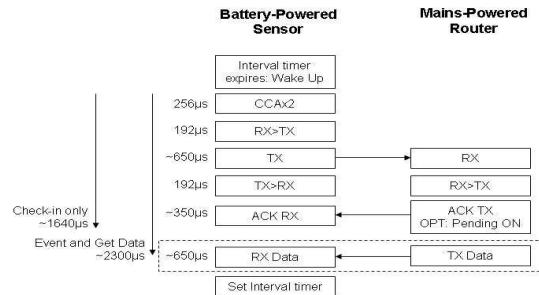 Battery-Powered
Sensor
Mains-Powered
Router
Interval timer
expires: Wake Up
256µs
CCAx2
192µs
RX>TX
~650µs
TX
RX
192µs
TX>RX
RX>TX
Check-in only
~1640µs
~350µs
ACK RX
ACK TX
OPT: Pending ON
Event and Get Data
~2300µs
~650µs
RX Data
TX Data
Set Interval timer